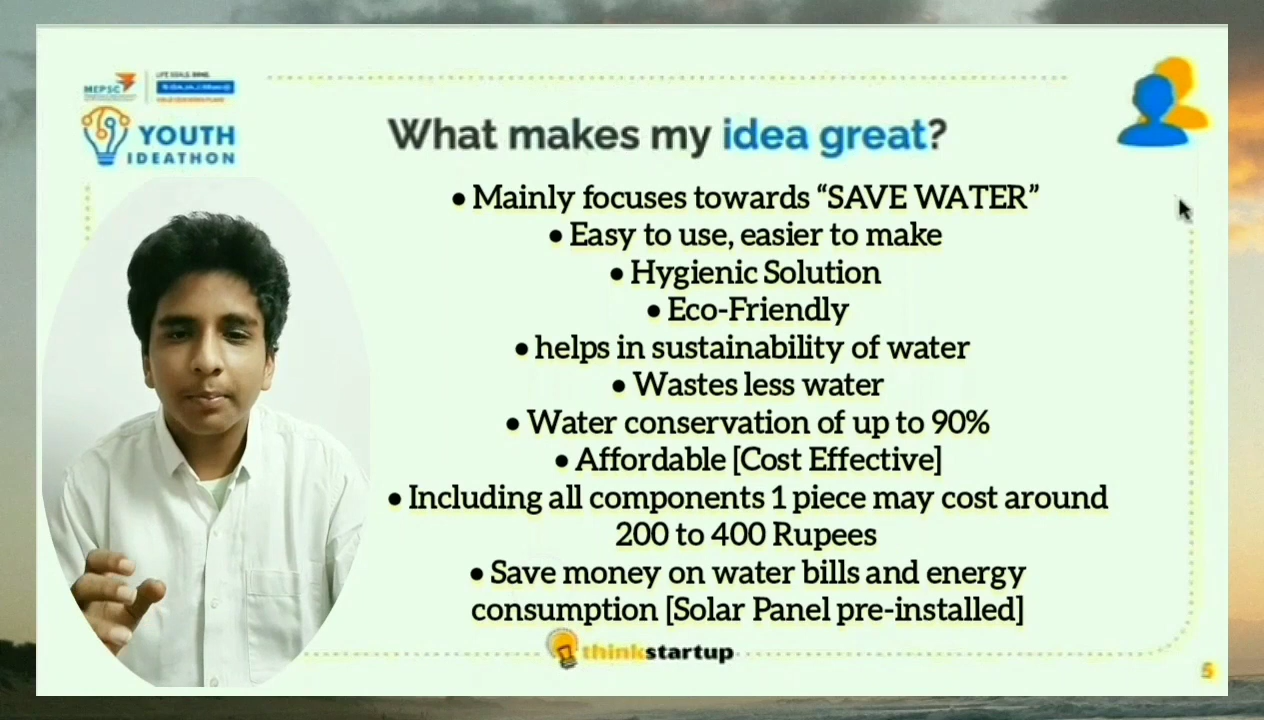 MEPSC
YOUTH
IDEATHON
What makes my idea great?
• Mainly focuses towards “SAVE WATER”
• Easy to use, easier to make
• Hygienic Solution
• Eco-Friendly
• helps in sustainability of water
• Wastes less water
• Water conservation of up to 90%
• Affordable [Cost Effective]
• Including all components 1 piece may cost around
200 to 400 Rupees
• Save money on water bills and energy
consumption [Solar Panel pre-installed]
thinkstartup
5